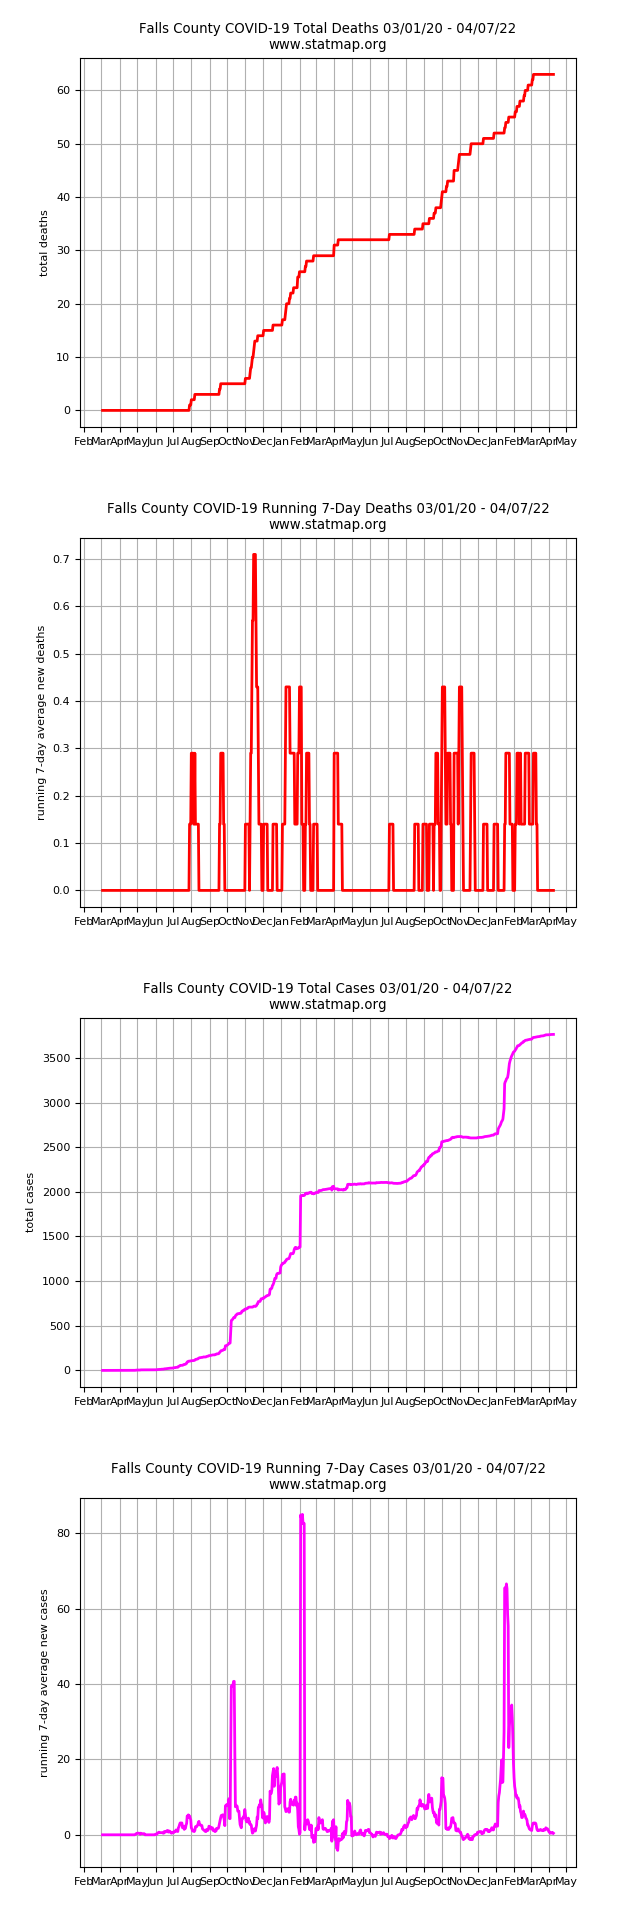 Falls County COVID-19 Total Deaths 03/01/20 - 04/07/22
www.statmap.org
total deaths
60
50
40
30
20
10
0
Feb Mar Apr May Jun Jul Aug Sep Oct Nov Dec Jan Feb Mar Apr May Jun Jul Aug Sep Oct Nov Dec Jan Feb Mar Apr May
Falls County COVID-19 Running 7-Day Deaths 03/01/20 - 04/07/22
www.statmap.org
running 7-day average new deaths
0.7
0.6
0.5
0.4
0.3
0.2
0.1
0.0
Feb Mar Apr May Jun Jul Aug Sep Oct Nov Dec Jan Feb Mar Apr May Jun Jul Aug Sep Oct Nov Dec Jan Feb Mar Apr May
Falls County COVID-19 Total Cases 03/01/20 - 04/07/22
www.statmap.org
total cases
3500
3000
2500
2000
1500
1000
500
0
Feb Mar Apr May Jun Jul Aug Sep Oct Nov Dec Jan Feb Mar Apr May Jun Jul Aug Sep Oct Nov Dec Jan Feb Mar Apr May
Falls County COVID-19 Running 7-Day Cases 03/01/20 - 04/07/22
www.statmap.org
running 7-day average new cases
80
60
40
20
0
Feb Mar Apr May Jun Jul Aug Sep Oct Nov Dec Jan Feb Mar Apr May Jun Jul Aug Sep Oct Nov Dec Jan Feb Mar Apr May